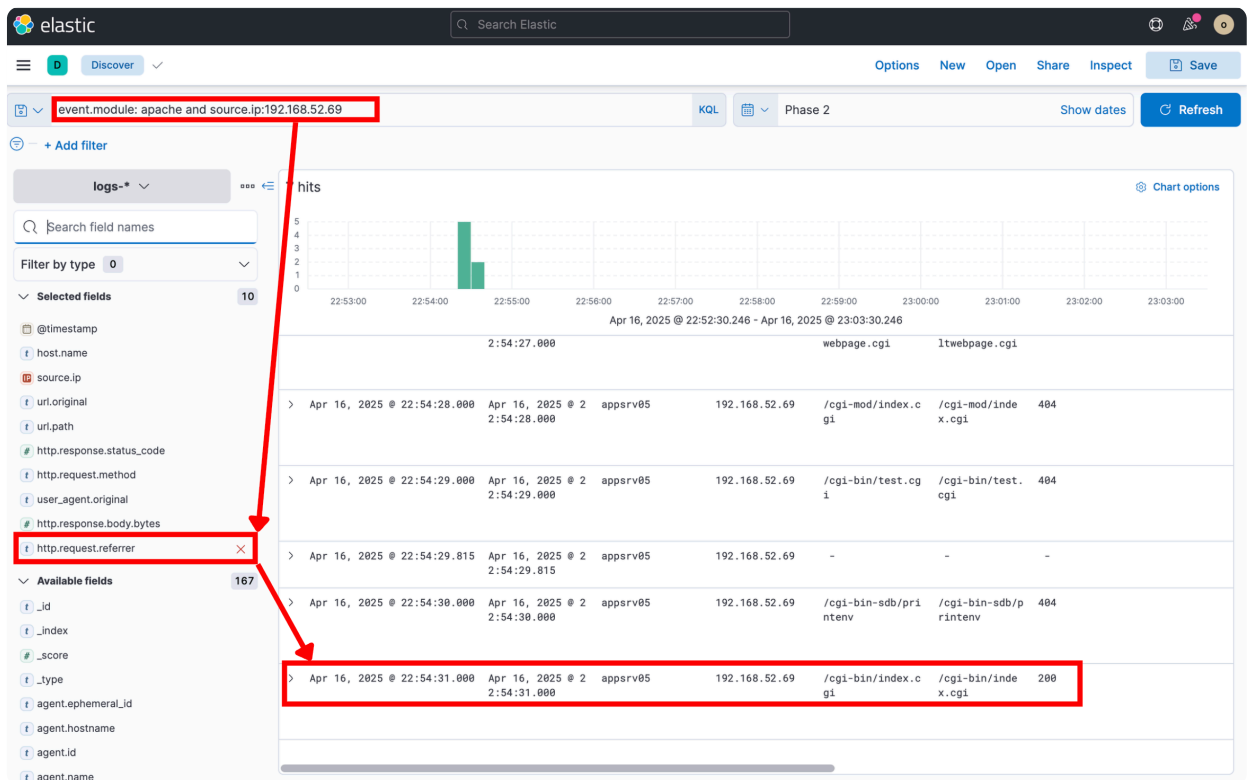 elastic
Search Elastic
o
D
Discover
Options New Open Share Inspect Save
event.module: apache and source.ip:192.168.52.69
KQL
Phase 2
Show dates
Refresh
+ Add filter
logs-*
hits
Chart options
Search field names
Filter by type 0
Selected fields 10
@timestamp
host.name
source.ip
url.original
url.path
http.response.status_code
http.request.method
user_agent.original
http.response.body.bytes
http.request.referrer
Available fields 167
_id
_index
_score
_type
agent.ephemeral_id
agent.hostname
agent.id
agent.name
5
4
3
2
1
0
22:53:00 22:54:00 22:55:00 22:56:00 22:57:00 22:58:00 22:59:00 23:00:00 23:01:00 23:02:00 23:03:00
Apr 16, 2025 @ 22:52:30.246 - Apr 16, 2025 @ 23:03:30.246
2:54:27.000 webpage.cgi ltwebpage.cgi
Apr 16, 2025 @ 22:54:28.000 Apr 16, 2025 @ 2 appsrv05 192.168.52.69 /cgi-mod/index.c /cgi-mod/inde 404
2:54:28.000 gi x.cgi
Apr 16, 2025 @ 22:54:29.000 Apr 16, 2025 @ 2 appsrv05 192.168.52.69 /cgi-bin/test.cg /cgi-bin/test. 404
2:54:29.000 i cgi
Apr 16, 2025 @ 22:54:29.815 Apr 16, 2025 @ 2 appsrv05 192.168.52.69 - - -
2:54:29.815
Apr 16, 2025 @ 22:54:30.000 Apr 16, 2025 @ 2 appsrv05 192.168.52.69 /cgi-bin-sdb/pri /cgi-bin-sdb/p 404
2:54:30.000 ntenv rintenv
Apr 16, 2025 @ 22:54:31.000 Apr 16, 2025 @ 2 appsrv05 192.168.52.69 /cgi-bin/index.c /cgi-bin/inde 200
2:54:31.000 gi x.cgi